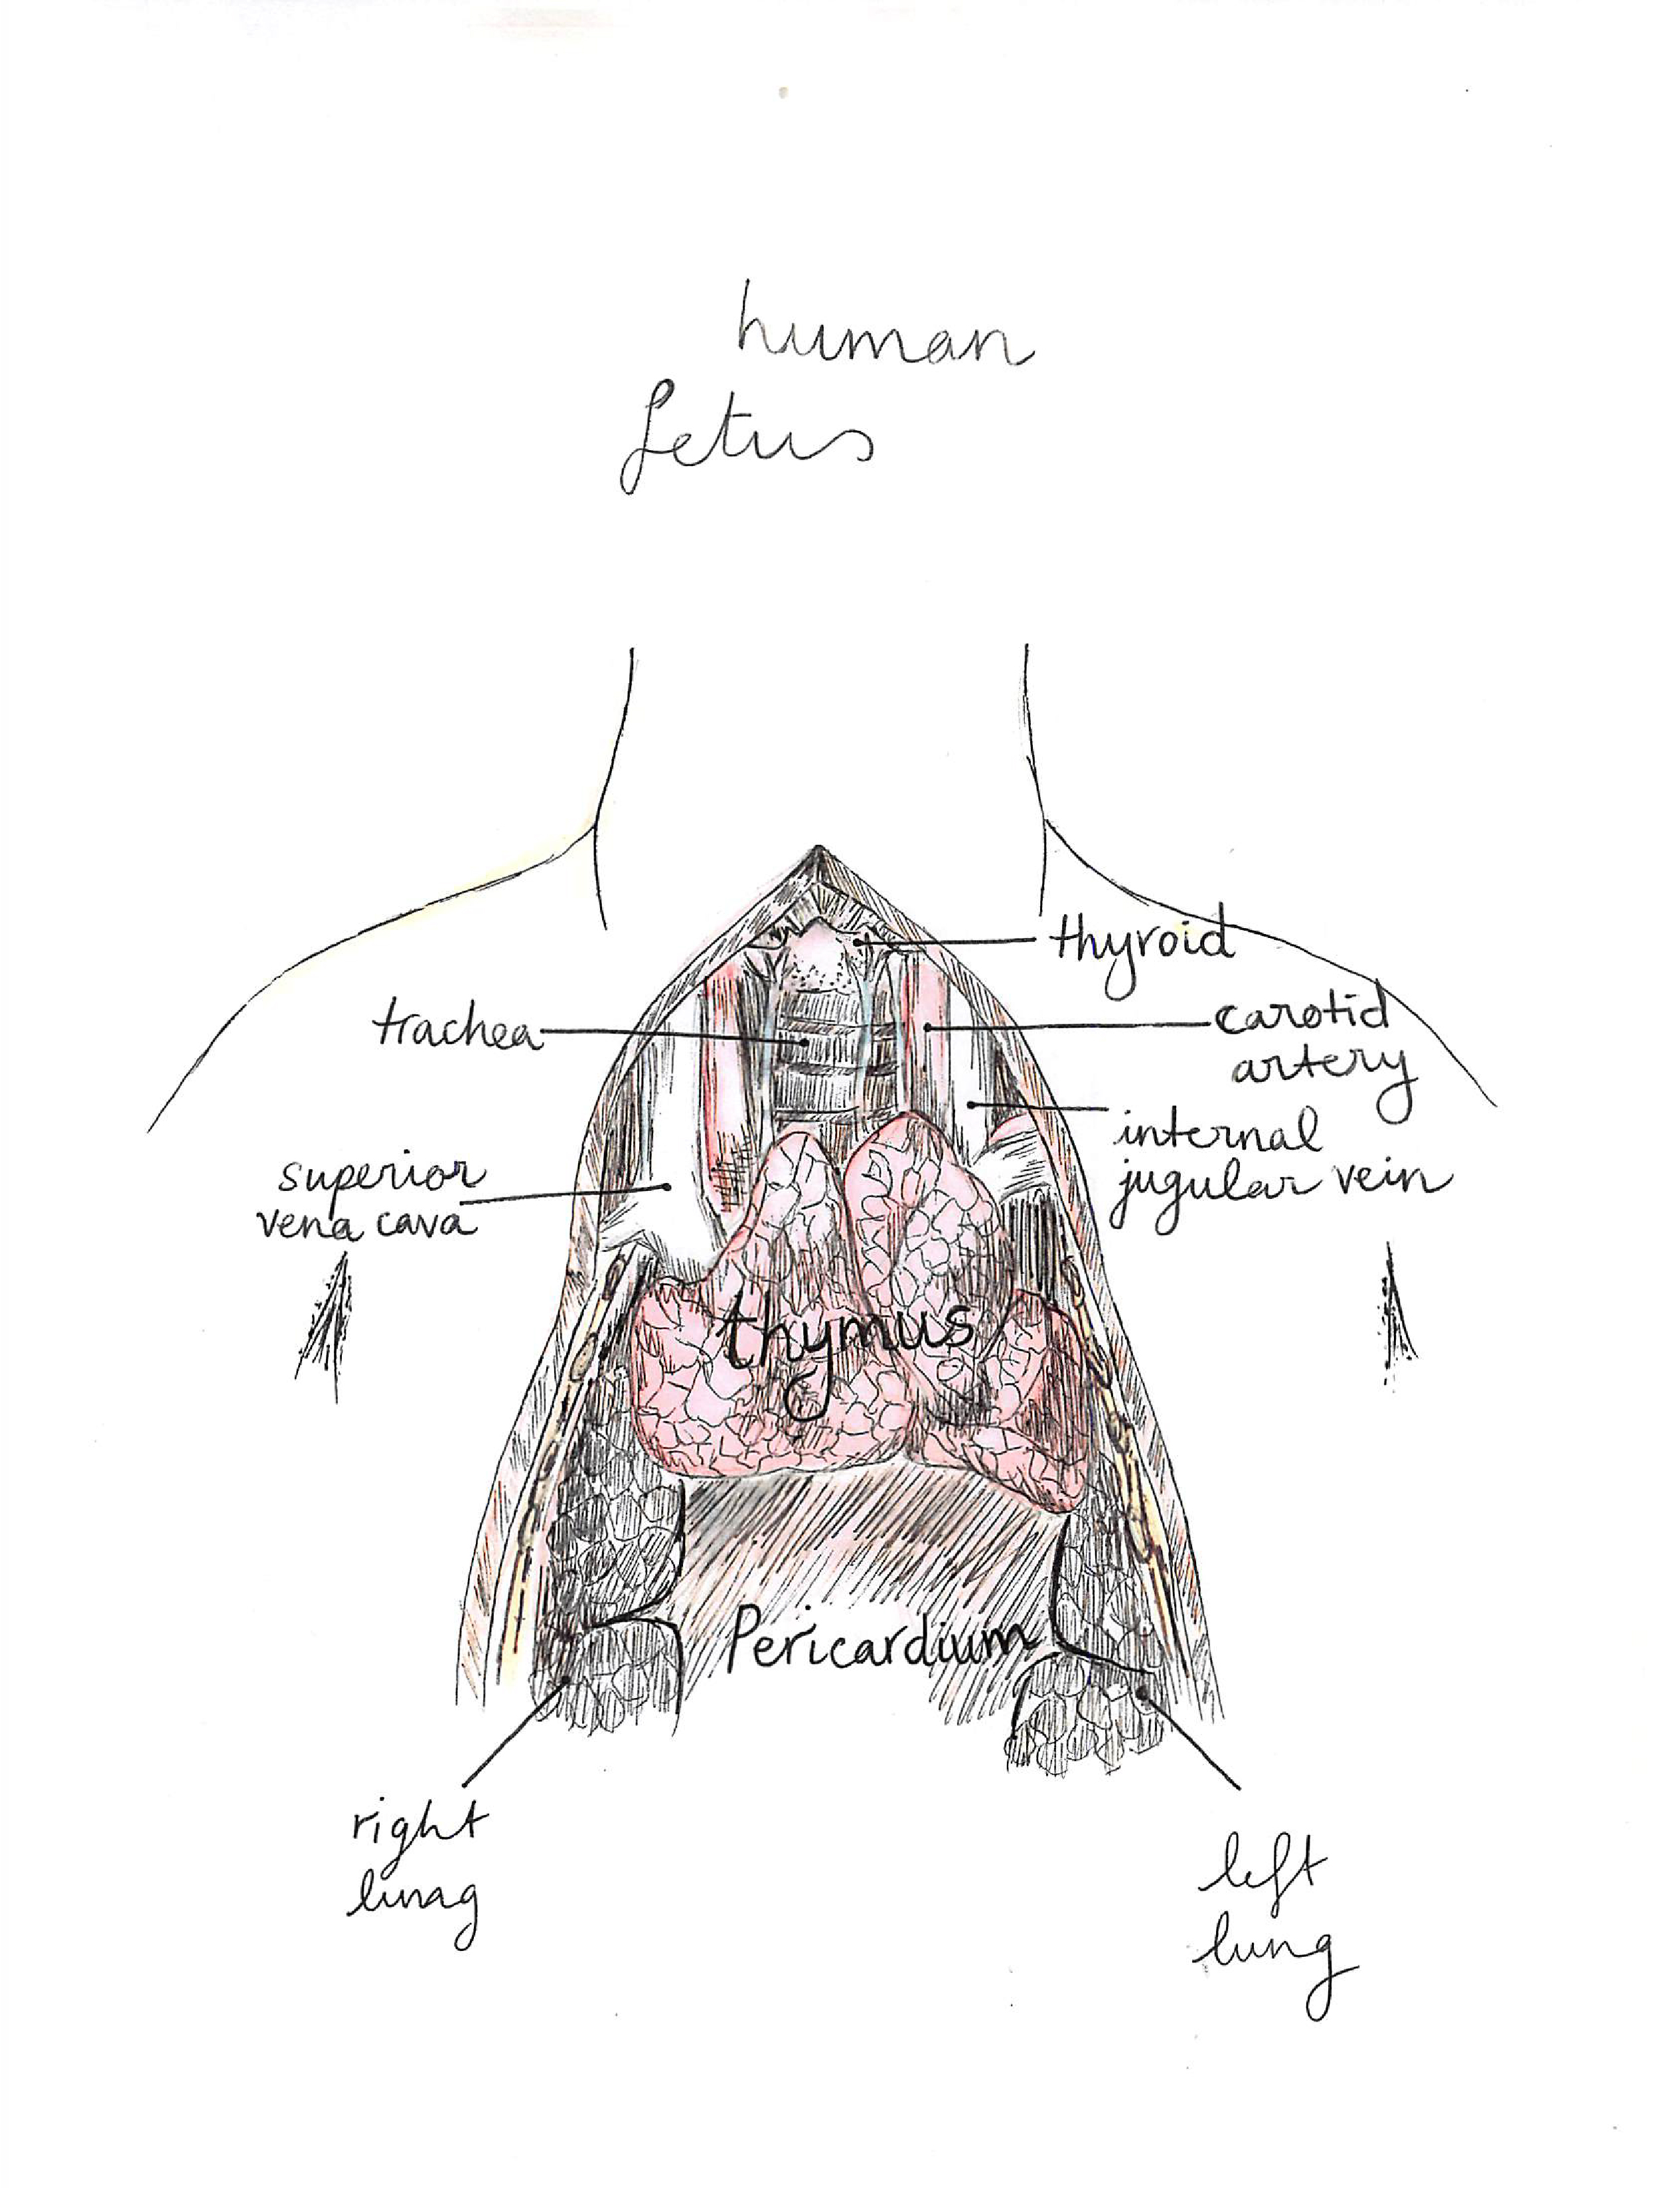 human
fetus
thyroid
trachea
carotid
artery
internal
jugular vein
superior
vena cava
thymus
Pericardium
right
lung
left
lung